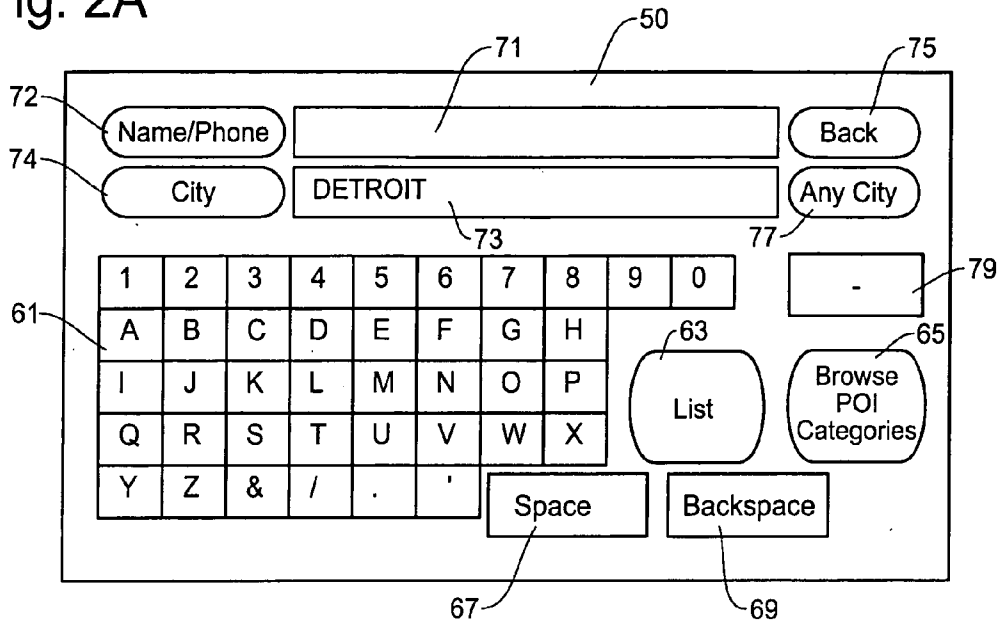 ig. 2A
50
71
75
72
Name/Phone
Back
74
City
DETROIT
Any City
73
77
1 2 3 4 5 6 7 8 9 0
-
79
61
A B C D E F G H
63
65
I J K L M N O P
List
Browse
POI
Categories
Q R S T U V W X
Y Z & / . '
Space
Backspace
67
69